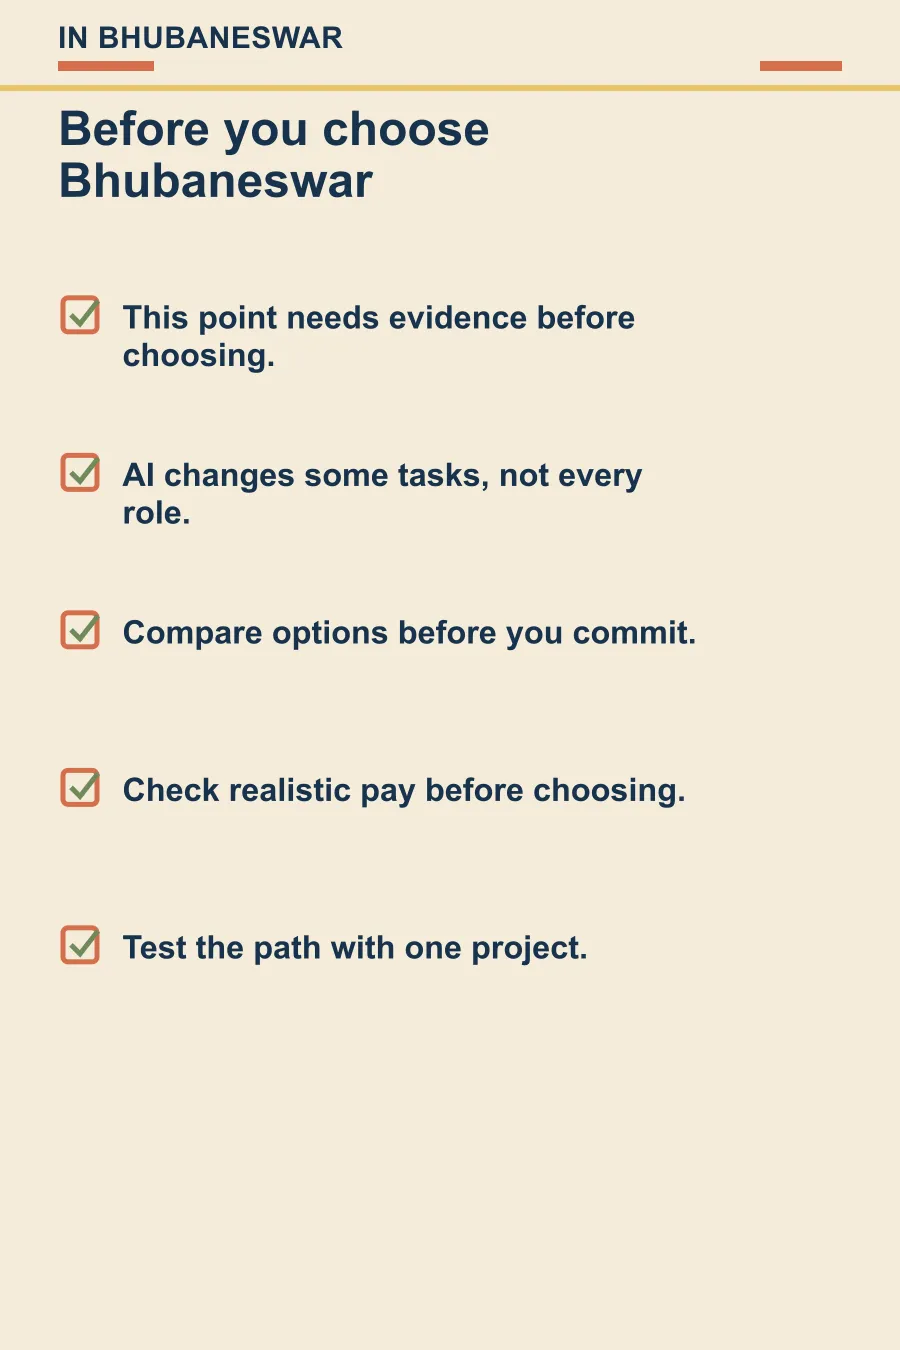 IN BHUBANESWAR
Before you choose
Bhubaneswar
This point needs evidence before
choosing.
AI changes some tasks, not every
role.
Compare options before you commit.
Check realistic pay before choosing.
Test the path with one project.